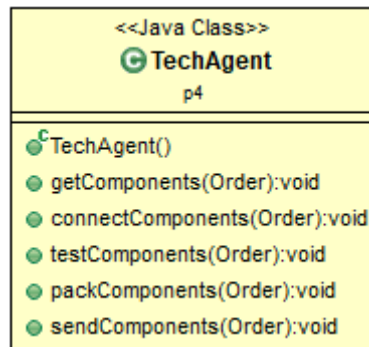 <<Java Class>>
C TechAgent
p4
C TechAgent()
getComponents(Order):void
connectComponents(Order):void
testComponents(Order):void
packComponents(Order):void
sendComponents(Order):void